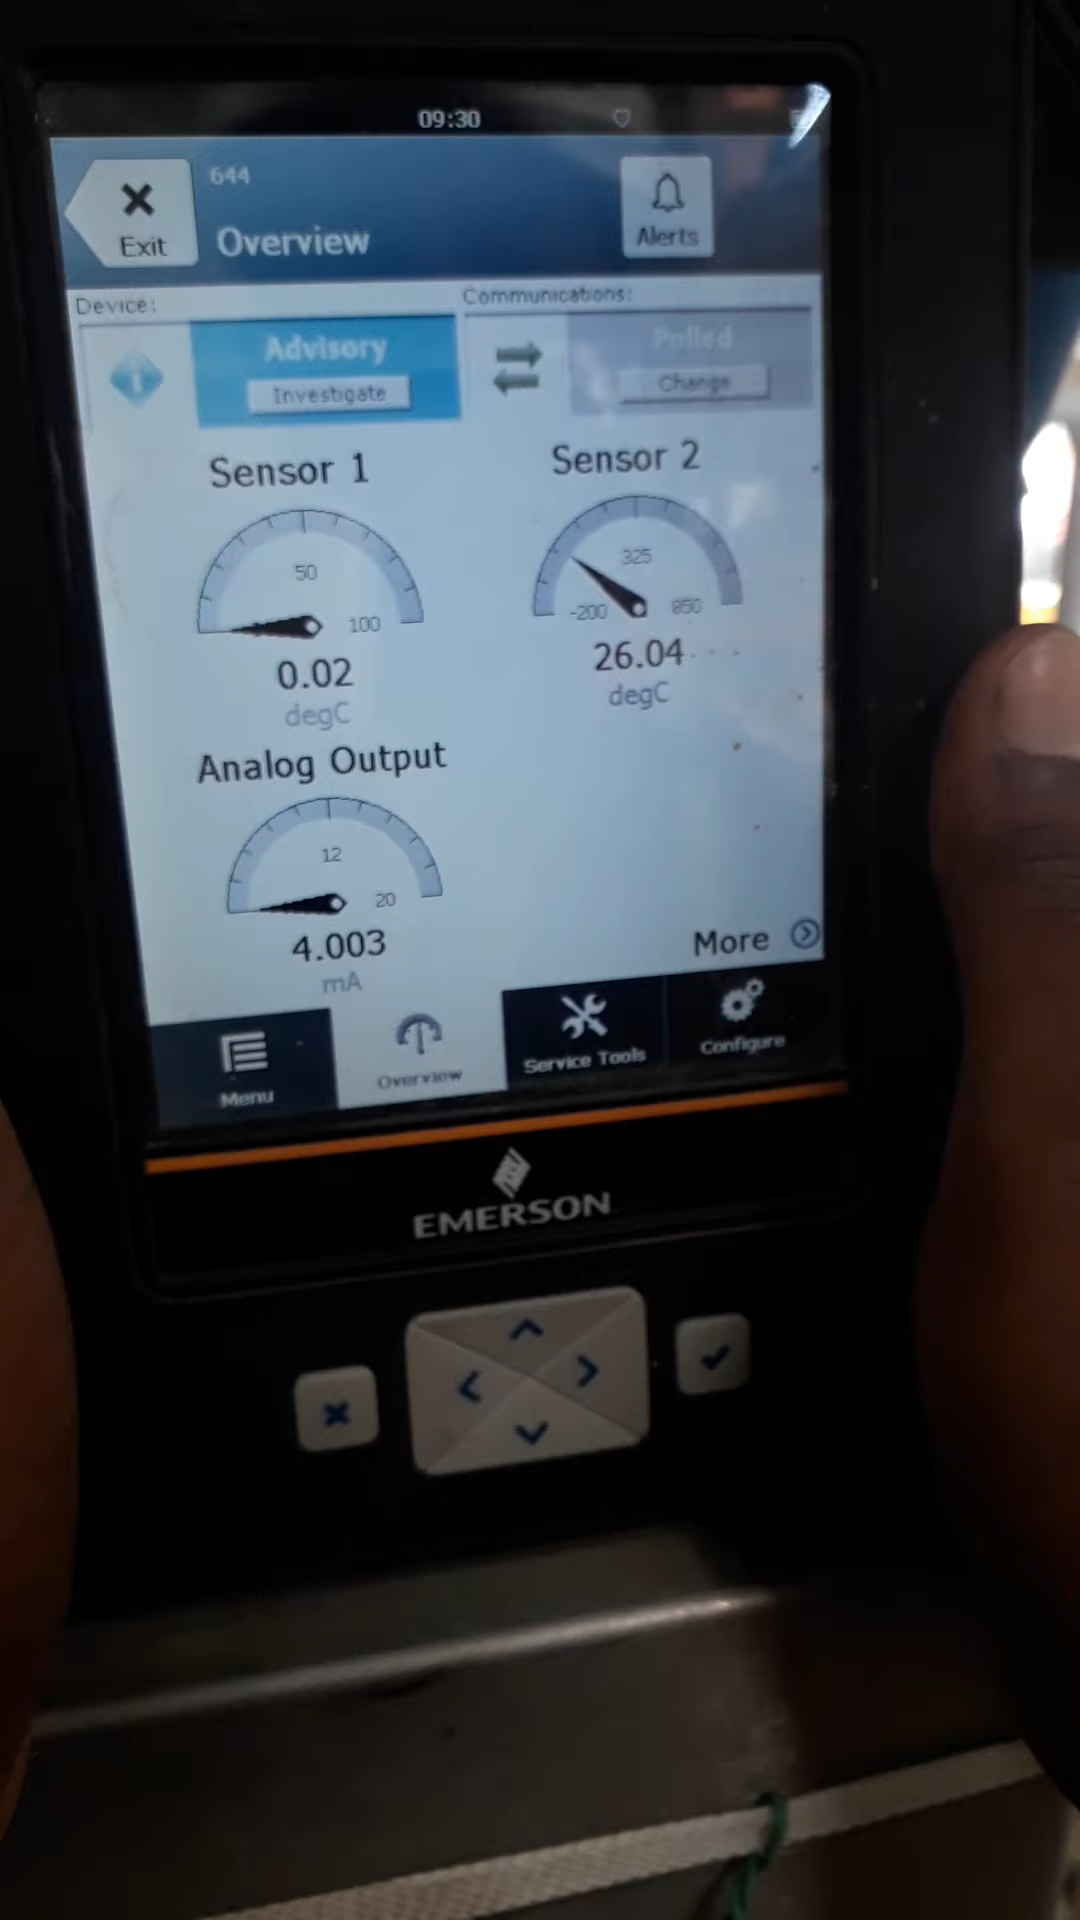 09:30
644
Exit
Overview
Alerts
Device:
Communications:
Advisory
Polled
Investigate
Change
Sensor 1
Sensor 2
50
100
325
-200
850
0.02
degC
26.04
degC
Analog Output
12
20
4.003
mA
More
Menu
Overview
Service Tools
Configure
EMERSON